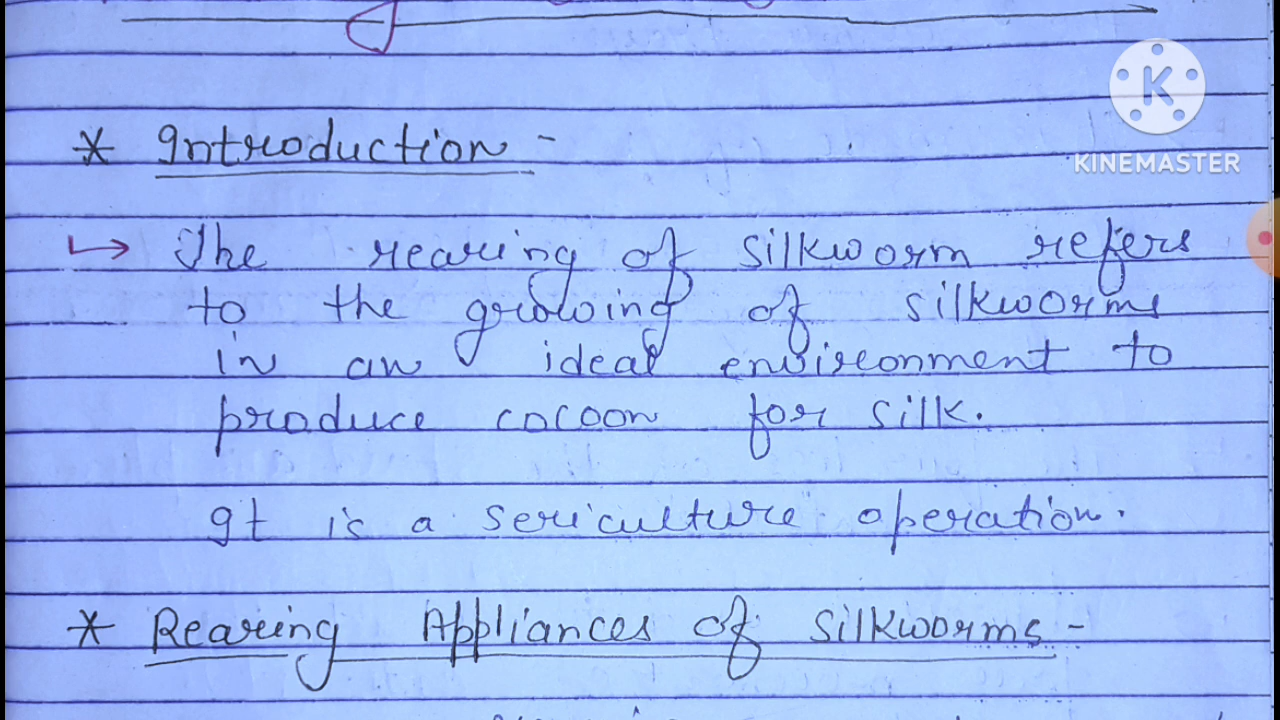 * Introduction -
KINEMASTER
↳ The rearing of silkworm refers
to the growing of silkworms
in an ideal environment to
produce cocoon for silk.
It is a sericulture operation.
* Rearing Appliances of Silkworms -